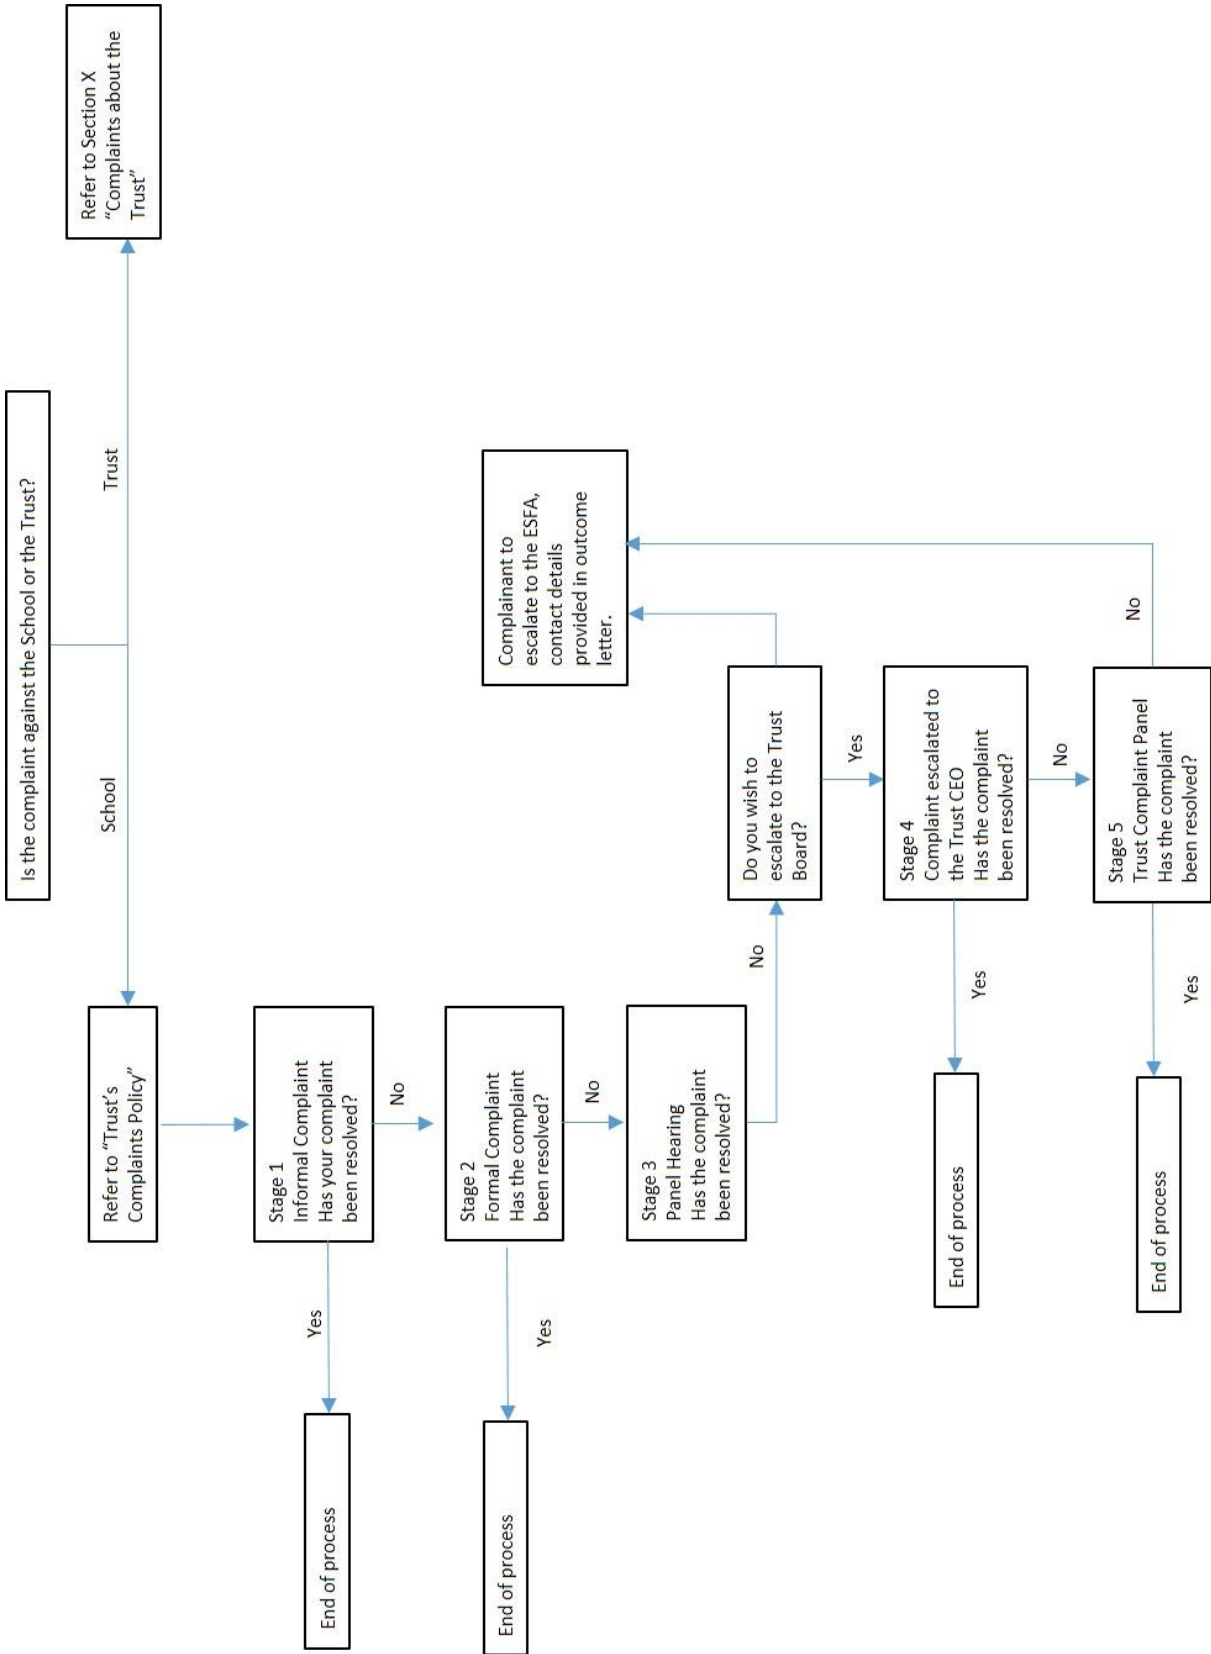 Is the complaint against the School or the Trust?
School
Trust
Refer to Section X
“Complaints about the
Trust”
Refer to “Trust’s
Complaints Policy”
Stage 1
Informal Complaint
Has your complaint
been resolved?
Yes
End of process
No
Stage 2
Formal Complaint
Has the complaint
been resolved?
Yes
End of process
No
Stage 3
Panel Hearing
Has the complaint
been resolved?
No
Do you wish to
escalate to the Trust
Board?
Complainant to
escalate to the ESFA,
contact details
provided in outcome
letter.
Yes
Stage 4
Complaint escalated to
the Trust CEO
Has the complaint
been resolved?
Yes
End of process
No
Stage 5
Trust Complaint Panel
Has the complaint
been resolved?
Yes
End of process
No